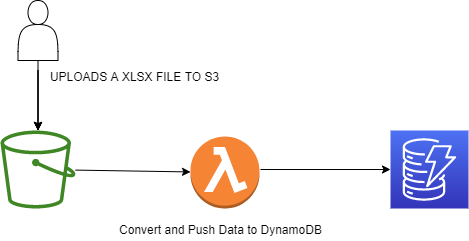 UPLOADS A XLSX FILE TO S3
Convert and Push Data to DynamoDB